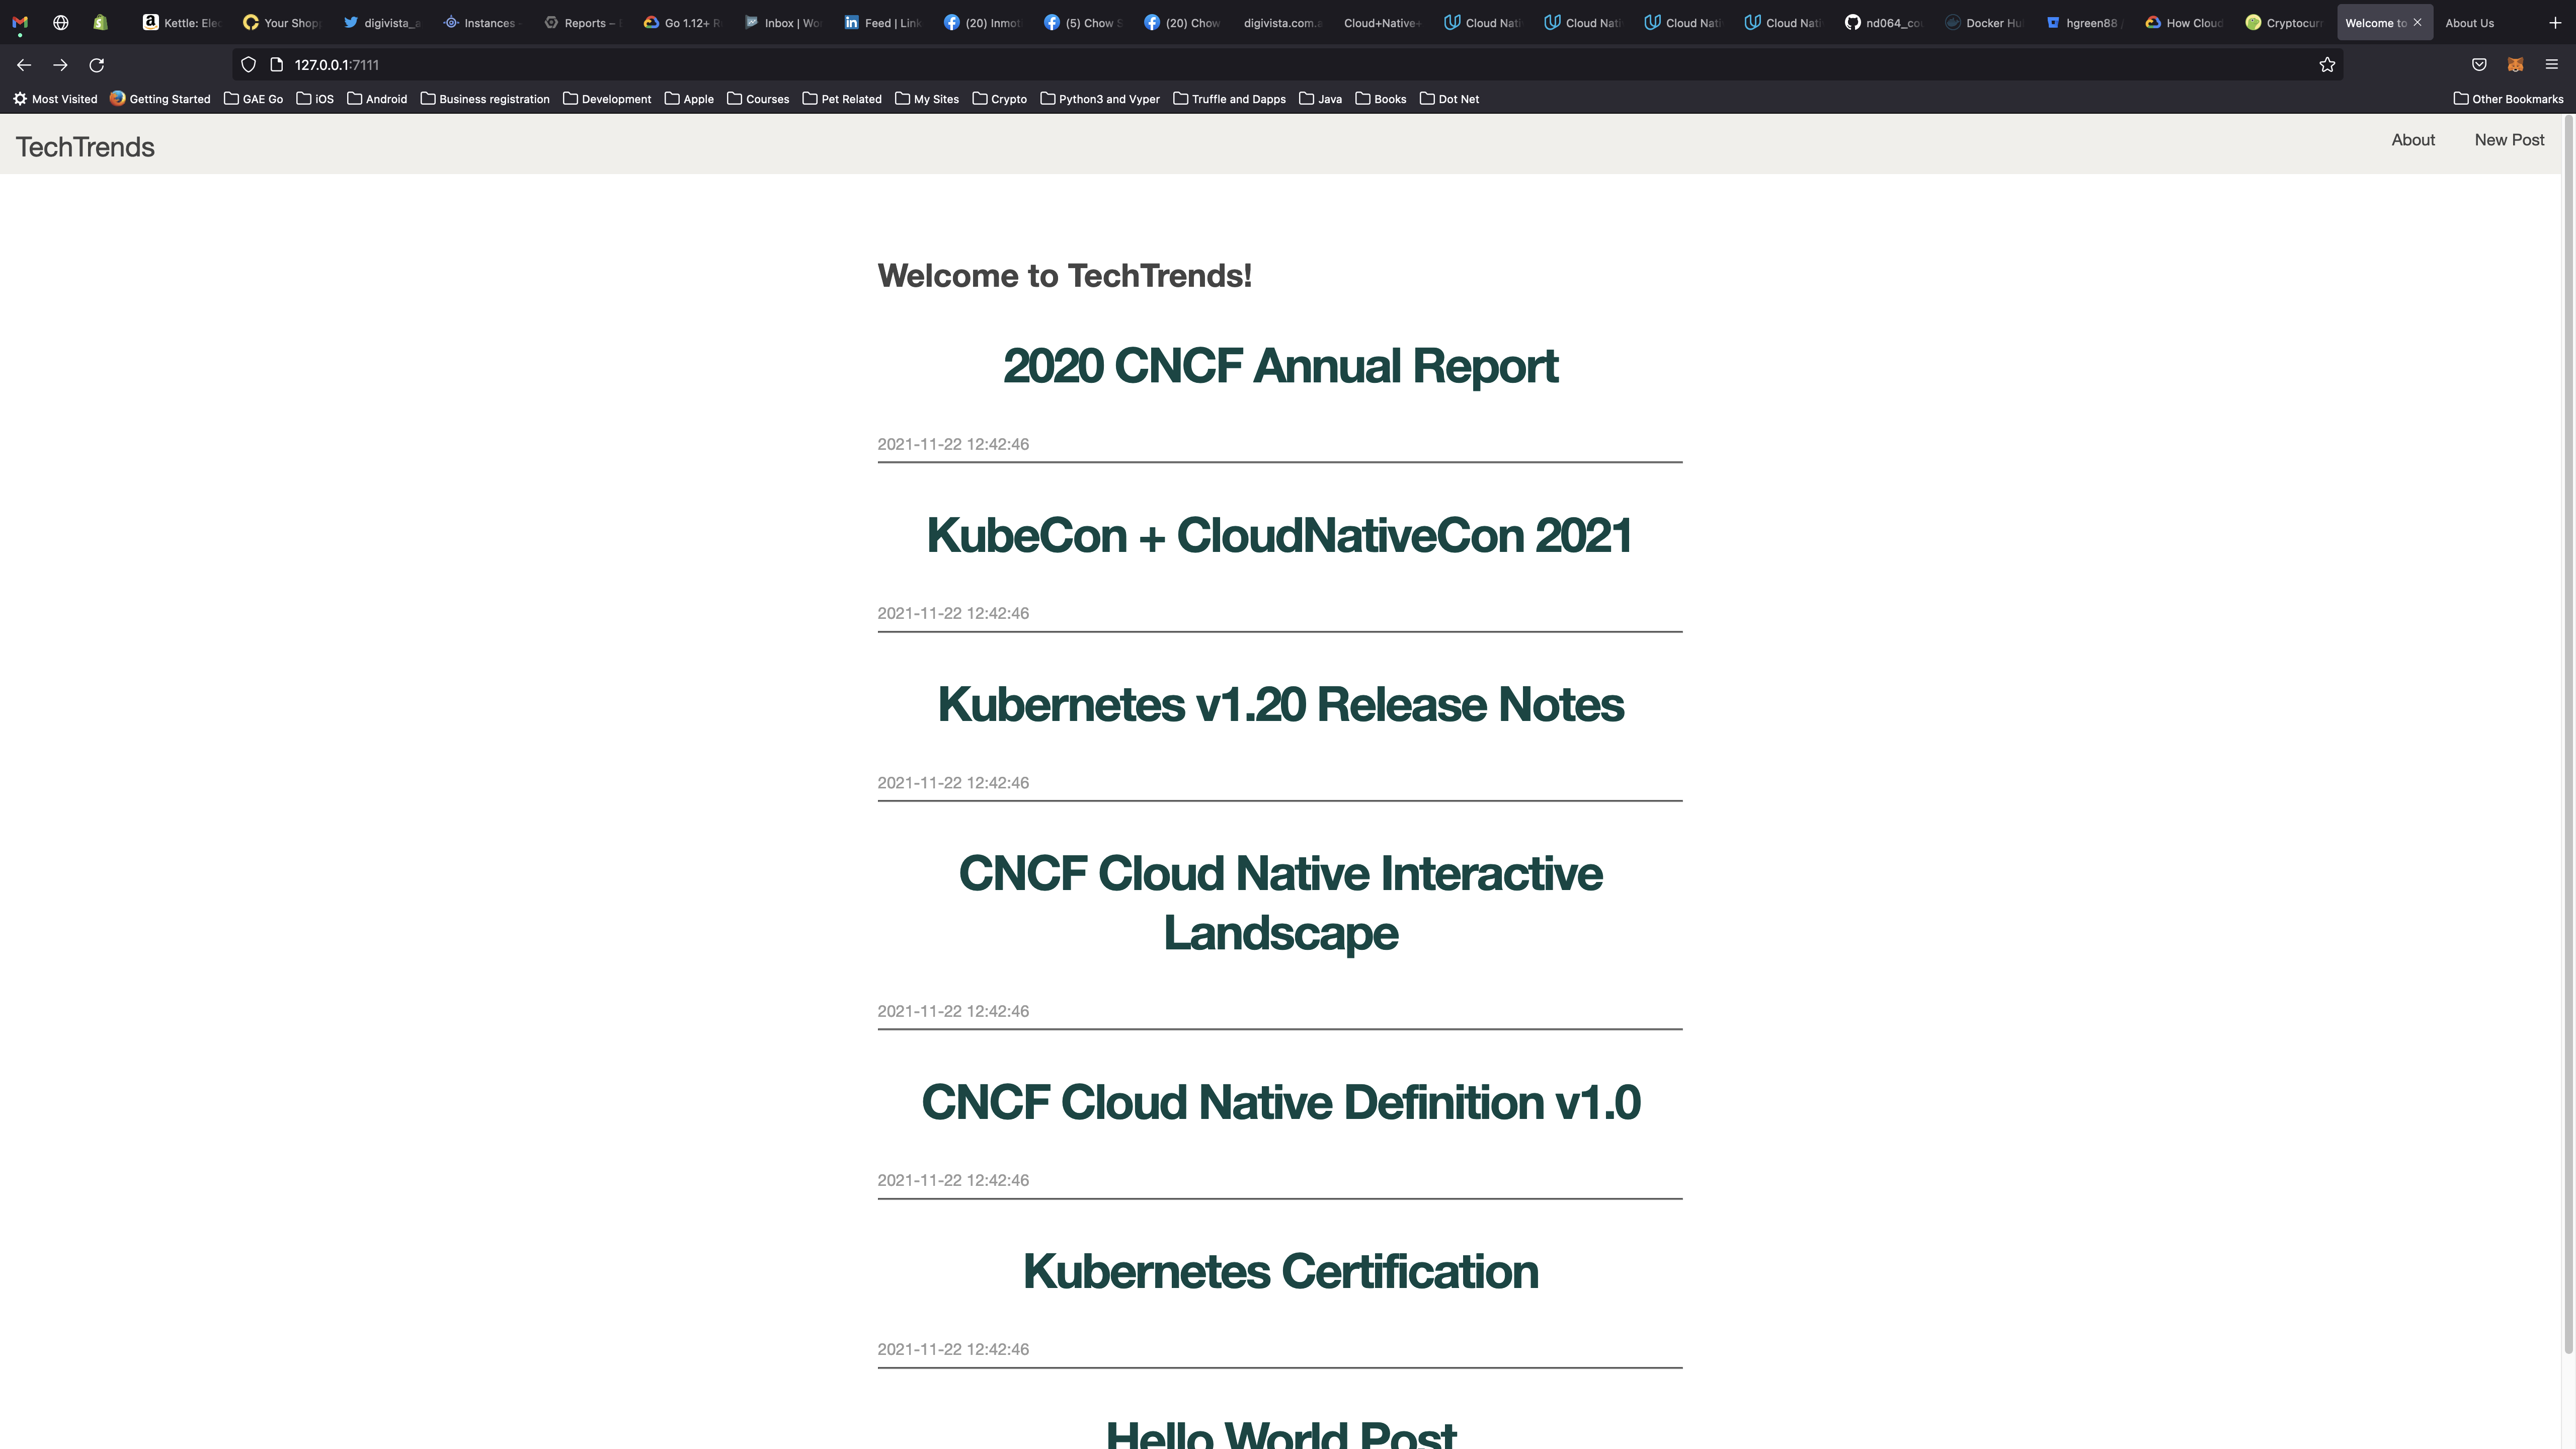 Kettle: Ele
Your Shop
digivista_a
Instances -
Reports –
Go 1.12+ R
Inbox | Wo
Feed | Link
(20) Inmot
(5) Chow S
(20) Chow
digivista.com.a
Cloud+Native+
Cloud Nati
Cloud Nati
Cloud Nati
Cloud Nati
nd064_cou
Docker Hu
hgreen88 /
How Cloud
Cryptocurr
Welcome to
About Us
127.0.0.1:7111
Most Visited
Getting Started
GAE Go
iOS
Android
Business registration
Development
Apple
Courses
Pet Related
My Sites
Crypto
Python3 and Vyper
Truffle and Dapps
Java
Books
Dot Net
Other Bookmarks
TechTrends
About
New Post
Welcome to TechTrends!
2020 CNCF Annual Report
2021-11-22 12:42:46
KubeCon + CloudNativeCon 2021
2021-11-22 12:42:46
Kubernetes v1.20 Release Notes
2021-11-22 12:42:46
CNCF Cloud Native Interactive
Landscape
2021-11-22 12:42:46
CNCF Cloud Native Definition v1.0
2021-11-22 12:42:46
Kubernetes Certification
2021-11-22 12:42:46
Hello World Post